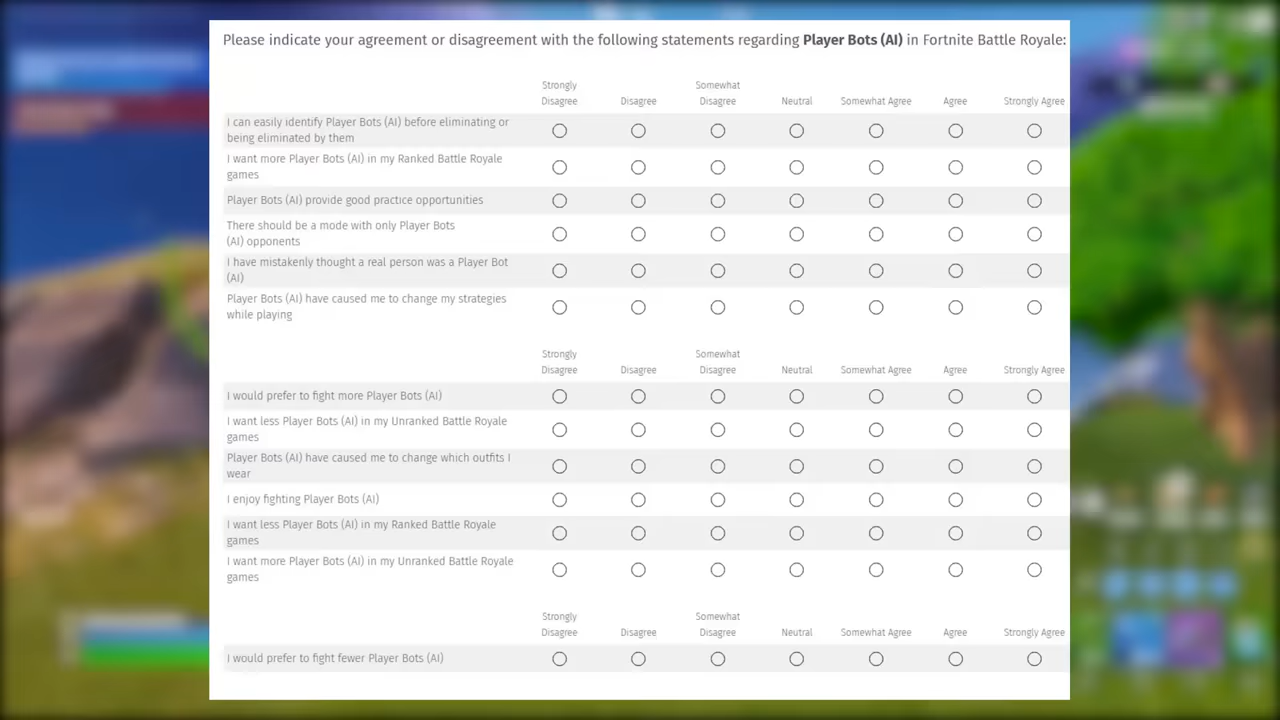 Please indicate your agreement or disagreement with the following statements regarding Player Bots (AI) in Fortnite Battle Royale:
Strongly Disagree Disagree Somewhat Disagree Neutral Somewhat Agree Agree Strongly Agree
I can easily identify Player Bots (AI) before eliminating or
being eliminated by them
I want more Player Bots (AI) in my Ranked Battle Royale
games
Player Bots (AI) provide good practice opportunities
There should be a mode with only Player Bots
(AI) opponents
I have mistakenly thought a real person was a Player Bot
(AI)
Player Bots (AI) have caused me to change my strategies
while playing
Strongly Disagree Disagree Somewhat Disagree Neutral Somewhat Agree Agree Strongly Agree
I would prefer to fight more Player Bots (AI)
I want less Player Bots (AI) in my Unranked Battle Royale
games
Player Bots (AI) have caused me to change which outfits I
wear
I enjoy fighting Player Bots (AI)
I want less Player Bots (AI) in my Ranked Battle Royale
games
I want more Player Bots (AI) in my Unranked Battle Royale
games
Strongly Disagree Disagree Somewhat Disagree Neutral Somewhat Agree Agree Strongly Agree
I would prefer to fight fewer Player Bots (AI)